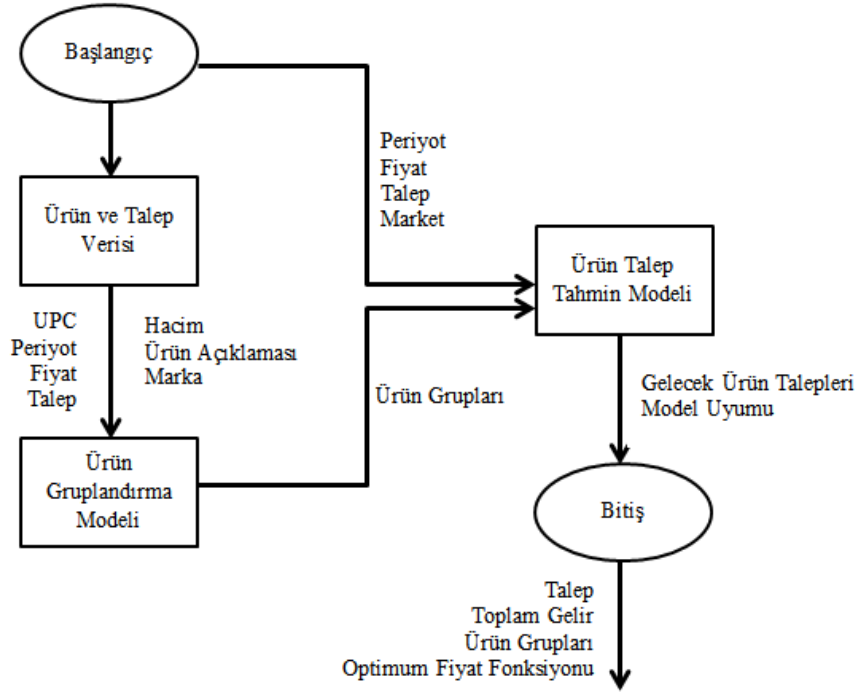 Başlangıç
Periyot
Fiyat
Talep
Market
Ürün ve Talep
Verisi
Ürün Talep
Tahmin Modeli
UPC
Periyot
Fiyat
Talep
Hacim
Ürün Açıklaması
Marka
Ürün Grupları
Gelecek Ürün Talepleri
Model Uyumu
Ürün
Gruplandırma
Modeli
Bitiş
Talep
Toplam Gelir
Ürün Grupları
Optimum Fiyat Fonksiyonu